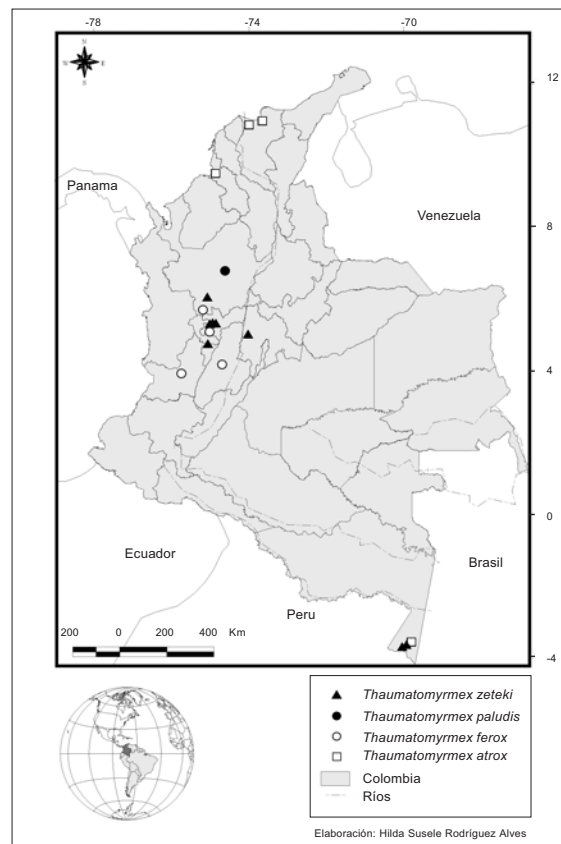 -78
-74
-70
N
12
Panama
Venezuela
8
4
0
Ecuador
Brasil
Peru
200 0 200 400 Km
-4
Thaumatomyrmex zeteki
Thaumatomyrmex paludis
Thaumatomyrmex ferox
Thaumatomyrmex atrox
Colombia
Ríos
Elaboración: Hilda Susele Rodríguez Alves